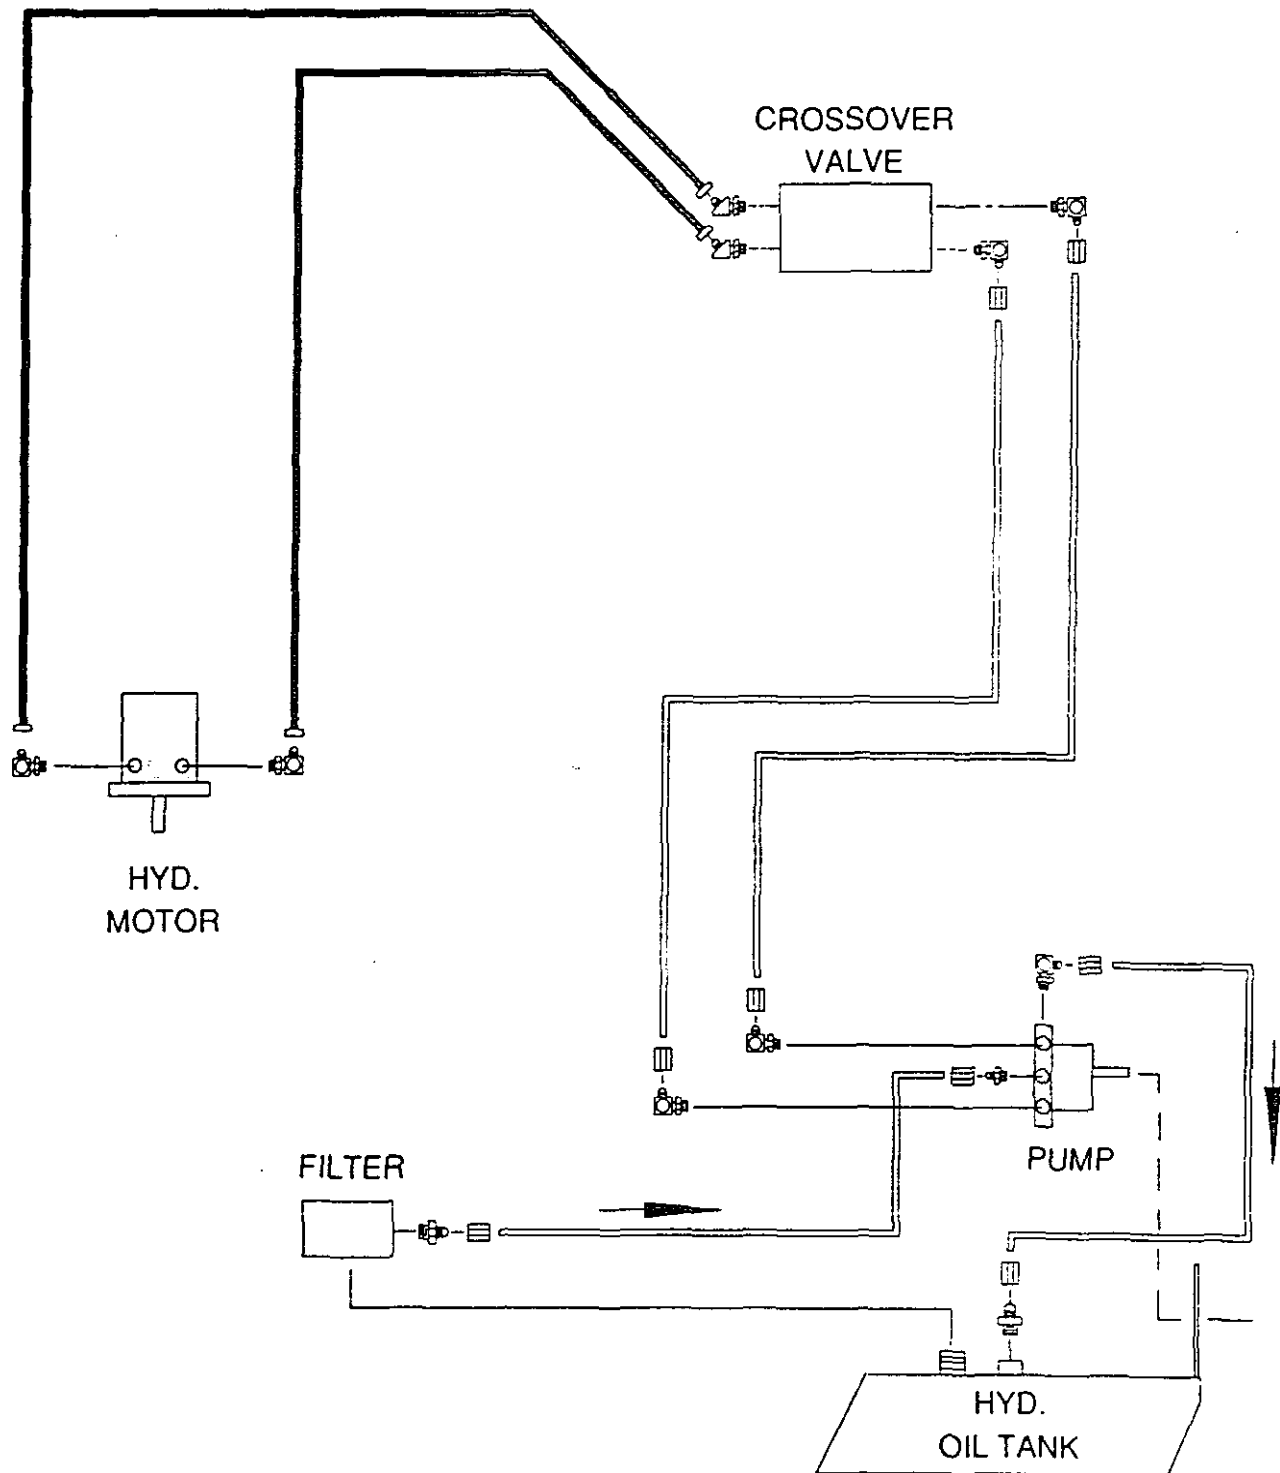 CROSSOVER
VALVE
HYD.
MOTOR
PUMP
FILTER
HYD.
OIL TANK